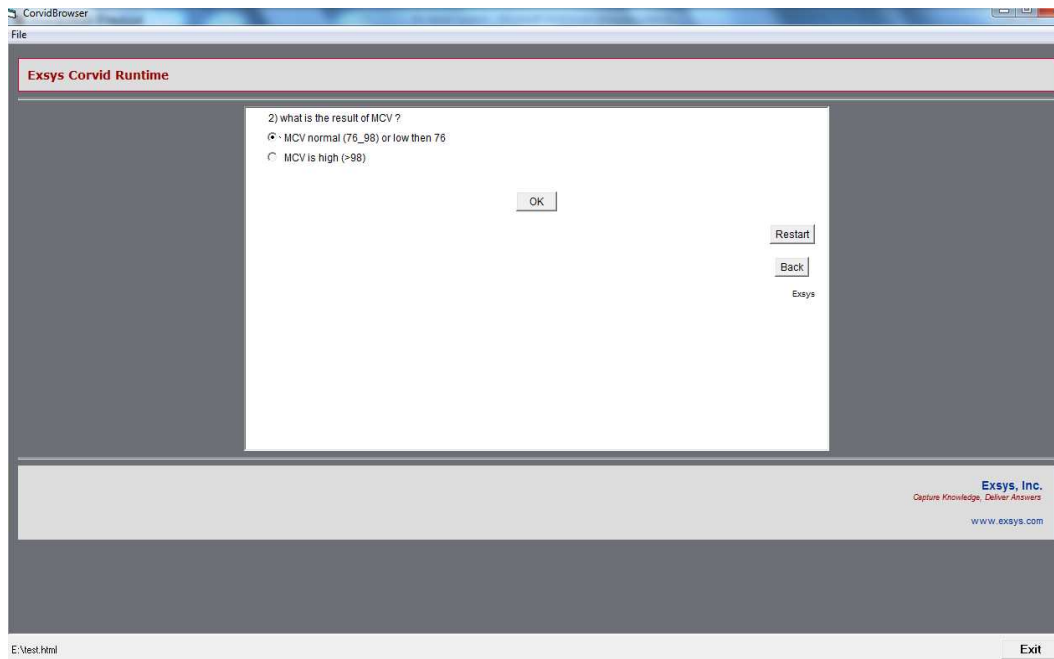 CorvidBrowser
File
Exsys Corvid Runtime
2) what is the result of MCV ?
MCV normal (76_98) or low then 76
MCV is high (>98)
OK
Restart
Back
Exsys
Exsys, Inc.
Capture Knowledge, Deliver Answers
www.exsys.com
E:\test.html
Exit